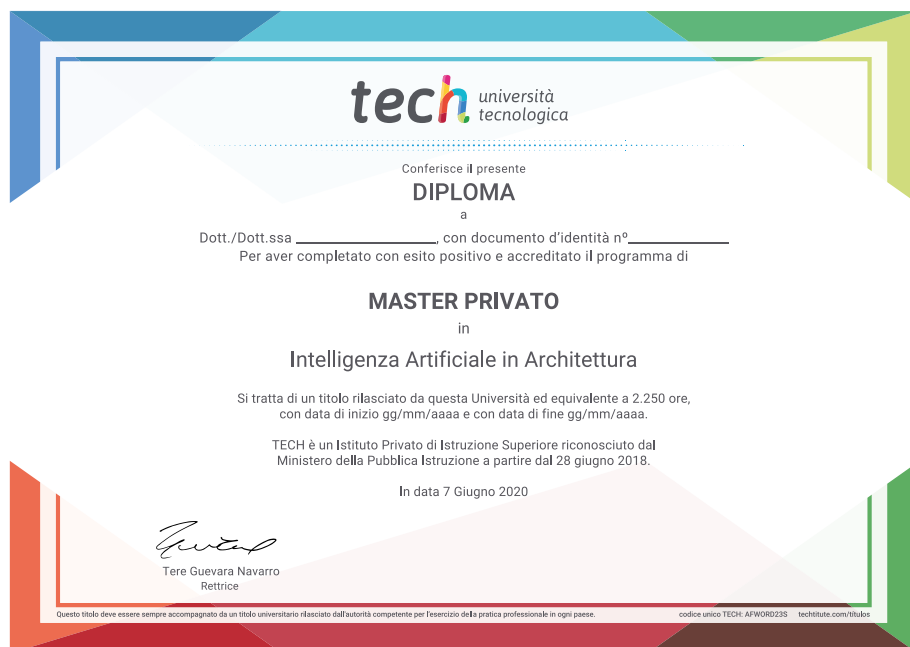 tech università
tecnologica
Conferisce il presente
DIPLOMA
a
Dott./Dott.ssa ________________, con documento d'identità nº____________
Per aver completato con esito positivo e accreditato il programma di
MASTER PRIVATO
in
Intelligenza Artificiale in Architettura
Si tratta di un titolo rilasciato da questa Università ed equivalente a 2.250 ore,
con data di inizio gg/mm/aaaa e con data di fine gg/mm/aaaa.
TECH è un Istituto Privato di Istruzione Superiore riconosciuto dal
Ministero della Pubblica Istruzione a partire dal 28 giugno 2018.
In data 7 Giugno 2020
Tere Guevara Navarro
Rettrice
Questo titolo deve essere sempre accompagnato da un titolo universitario rilasciato dall'autorità competente per l'esercizio della pratica professionale in ogni paese. codice unico TECH: AFWORD23S techtitute.com/titulos